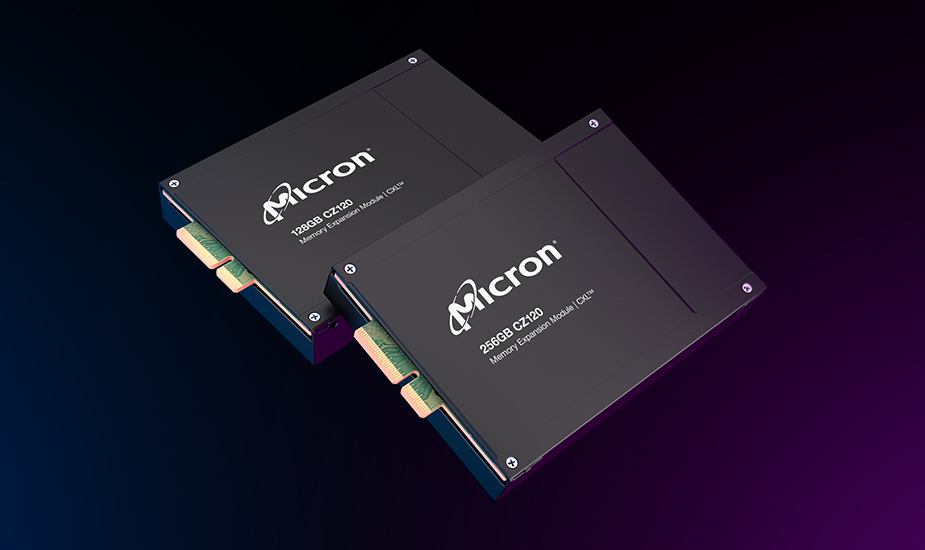 Micron®
128GB CZ120
Memory Expansion Module | CXL™
Micron®
256GB CZ120
Memory Expansion Module | CXL™